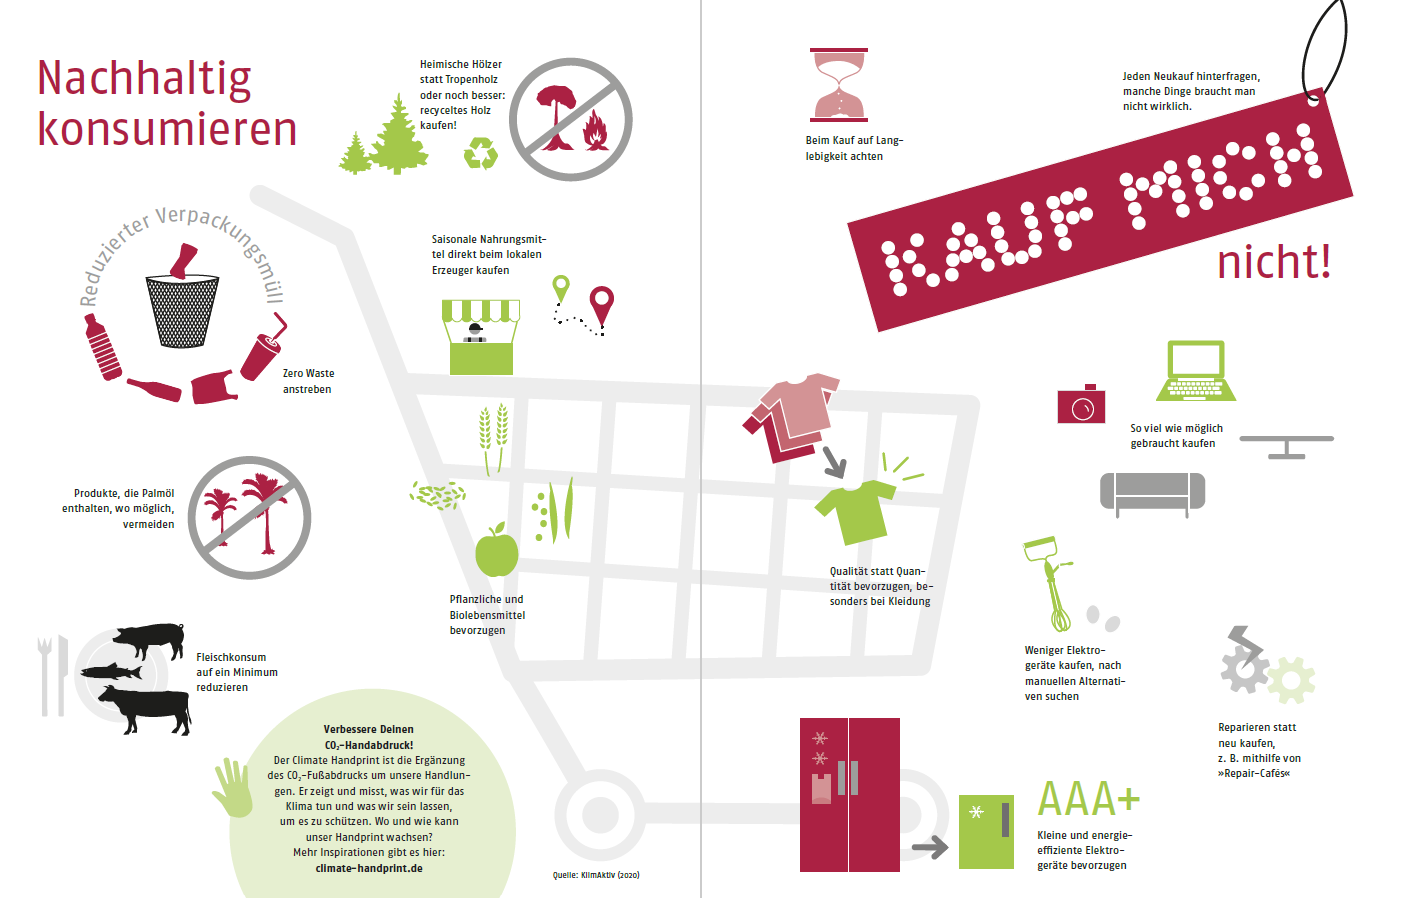 Nachhaltig
konsumieren
Heimische Hölzer
statt Tropenholz
oder noch besser:
recyceltes Holz
kaufen!
Reduzierter Verpackungsmüll
Zero Waste
anstreben
Saisonale Nahrungsmit-
tel direkt beim lokalen
Erzeuger kaufen
Produkte, die Palmöl
enthalten, wo möglich,
vermeiden
Pflanzliche und
Biolebensmittel
bevorzugen
Fleischkonsum
auf ein Minimum
reduzieren
Verbessere Deinen
CO₂-Handabdruck!
Der Climate Handprint ist die Ergänzung
des CO₂-Fußabdrucks um unsere Handlun-
gen. Er zeigt und misst, was wir für das
Klima tun und was wir sein lassen,
um es zu schützen. Wo und wie kann
unser Handprint wachsen?
Mehr Inspirationen gibt es hier:
climate-handprint.de
Quelle: KlimAktiv (2020)
Beim Kauf auf Lang-
lebigkeit achten
Jeden Neukauf hinterfragen,
manche Dinge braucht man
nicht wirklich.
KAUF MICH
nicht!
So viel wie möglich
gebraucht kaufen
Qualität statt Quan-
tität bevorzugen, be-
sonders bei Kleidung
Weniger Elektro-
geräte kaufen, nach
manuellen Alternati-
ven suchen
Reparieren statt
neu kaufen,
z. B. mithilfe von
»Repair-Cafés«
AAA+
Kleine und energie-
effiziente Elektro-
geräte bevorzugen